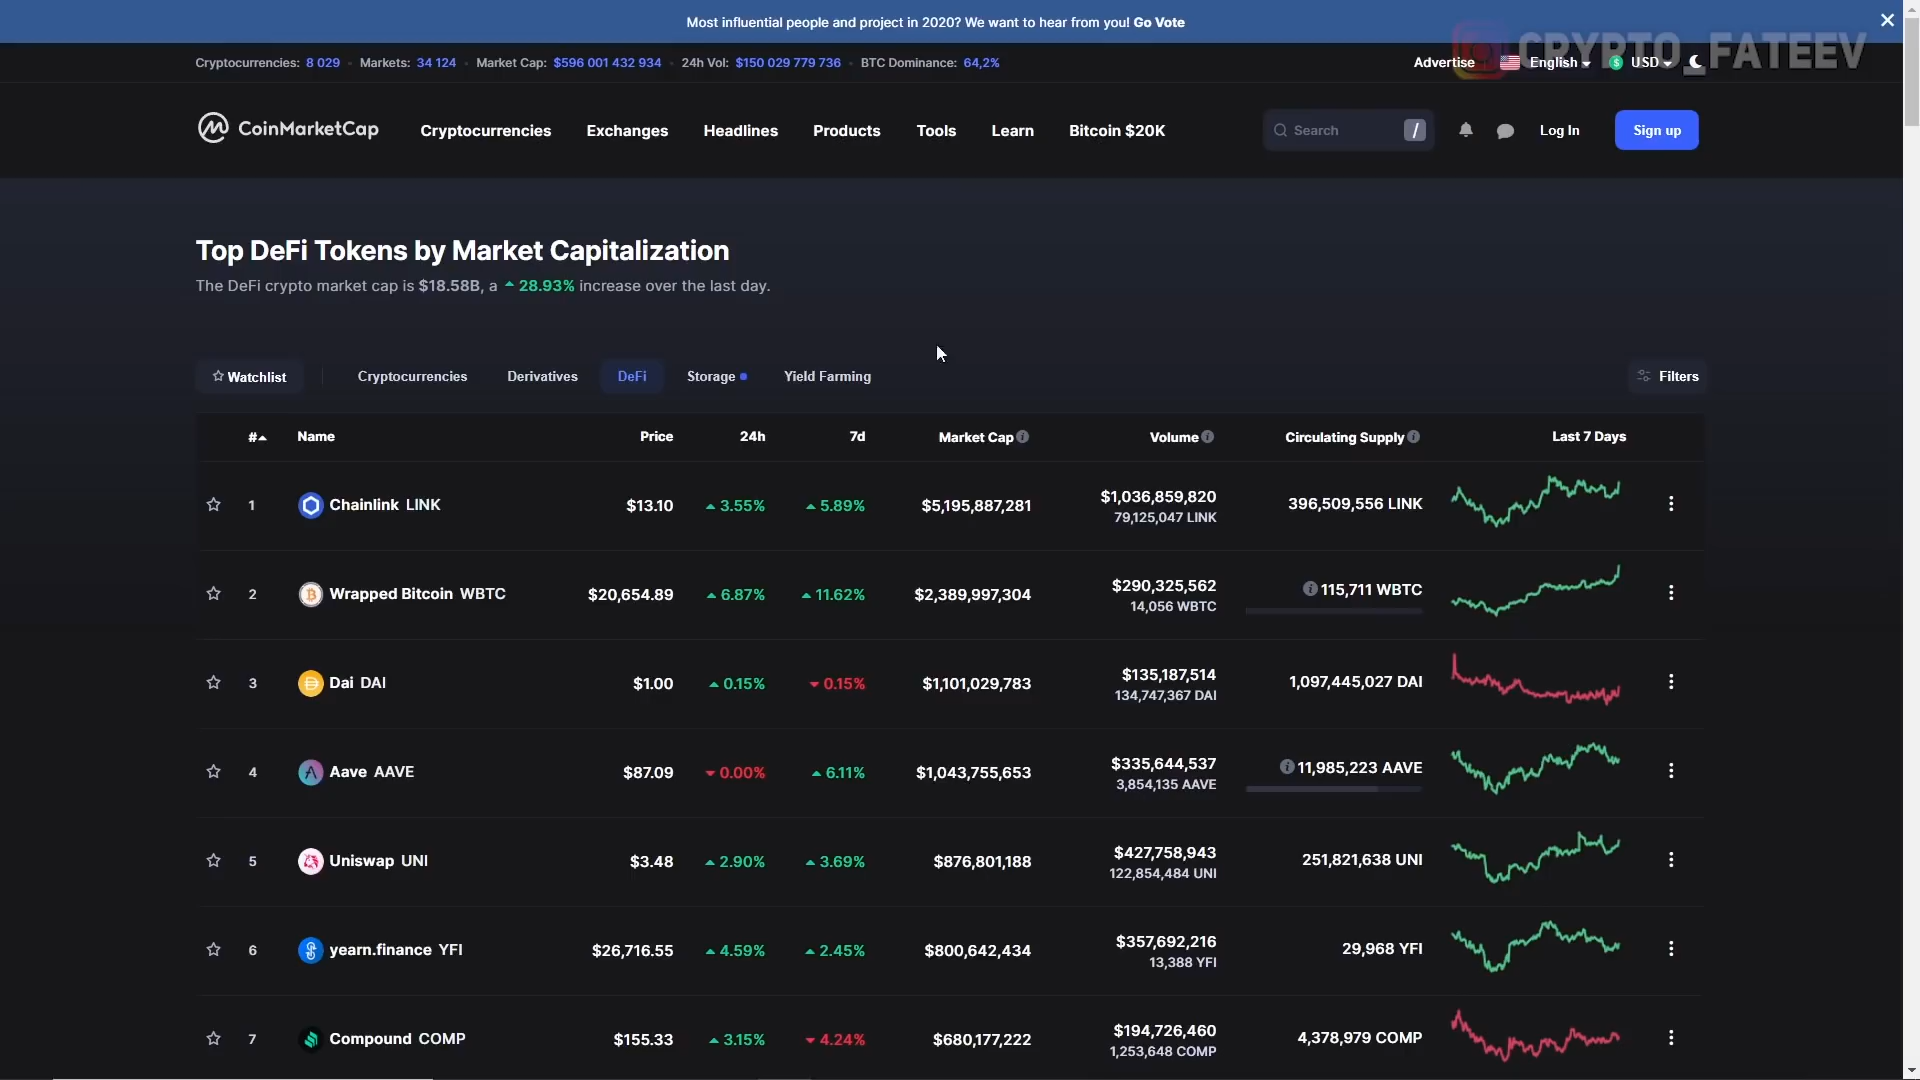 Most influential people and project in 2020? We want to hear from you! Go Vote
CRYPTO_FATEEV
Cryptocurrencies: 8 029 Markets: 34 124 Market Cap: $596 001 432 934 24h Vol: $150 029 779 736 BTC Dominance: 64,2% Advertise English USD
CoinMarketCap Cryptocurrencies Exchanges Headlines Products Tools Learn Bitcoin $20K Search / Log In Sign up
Top DeFi Tokens by Market Capitalization
The DeFi crypto market cap is $18.58B, a 28.93% increase over the last day.
Watchlist Cryptocurrencies Derivatives DeFi Storage Yield Farming Filters
# Name Price 24h 7d Market Cap Volume Circulating Supply Last 7 Days
1 Chainlink LINK $13.10 3.55% 5.89% $5,195,887,281 $1,036,859,820 396,509,556 LINK
79,125,047 LINK
2 Wrapped Bitcoin WBTC $20,654.89 6.87% 11.62% $2,389,997,304 $290,325,562 115,711 WBTC
14,056 WBTC
3 Dai DAI $1.00 0.15% 0.15% $1,101,029,783 $135,187,514 1,097,445,027 DAI
134,747,367 DAI
4 Aave AAVE $87.09 0.00% 6.11% $1,043,755,653 $335,644,537 11,985,223 AAVE
3,854,135 AAVE
5 Uniswap UNI $3.48 2.90% 3.69% $876,801,188 $427,758,943 251,821,638 UNI
122,854,484 UNI
6 yearn.finance YFI $26,716.55 4.59% 2.45% $800,642,434 $357,692,216 29,968 YFI
13,388 YFI
7 Compound COMP $155.33 3.15% 4.24% $680,177,222 $194,726,460 4,378,979 COMP
1,253,648 COMP